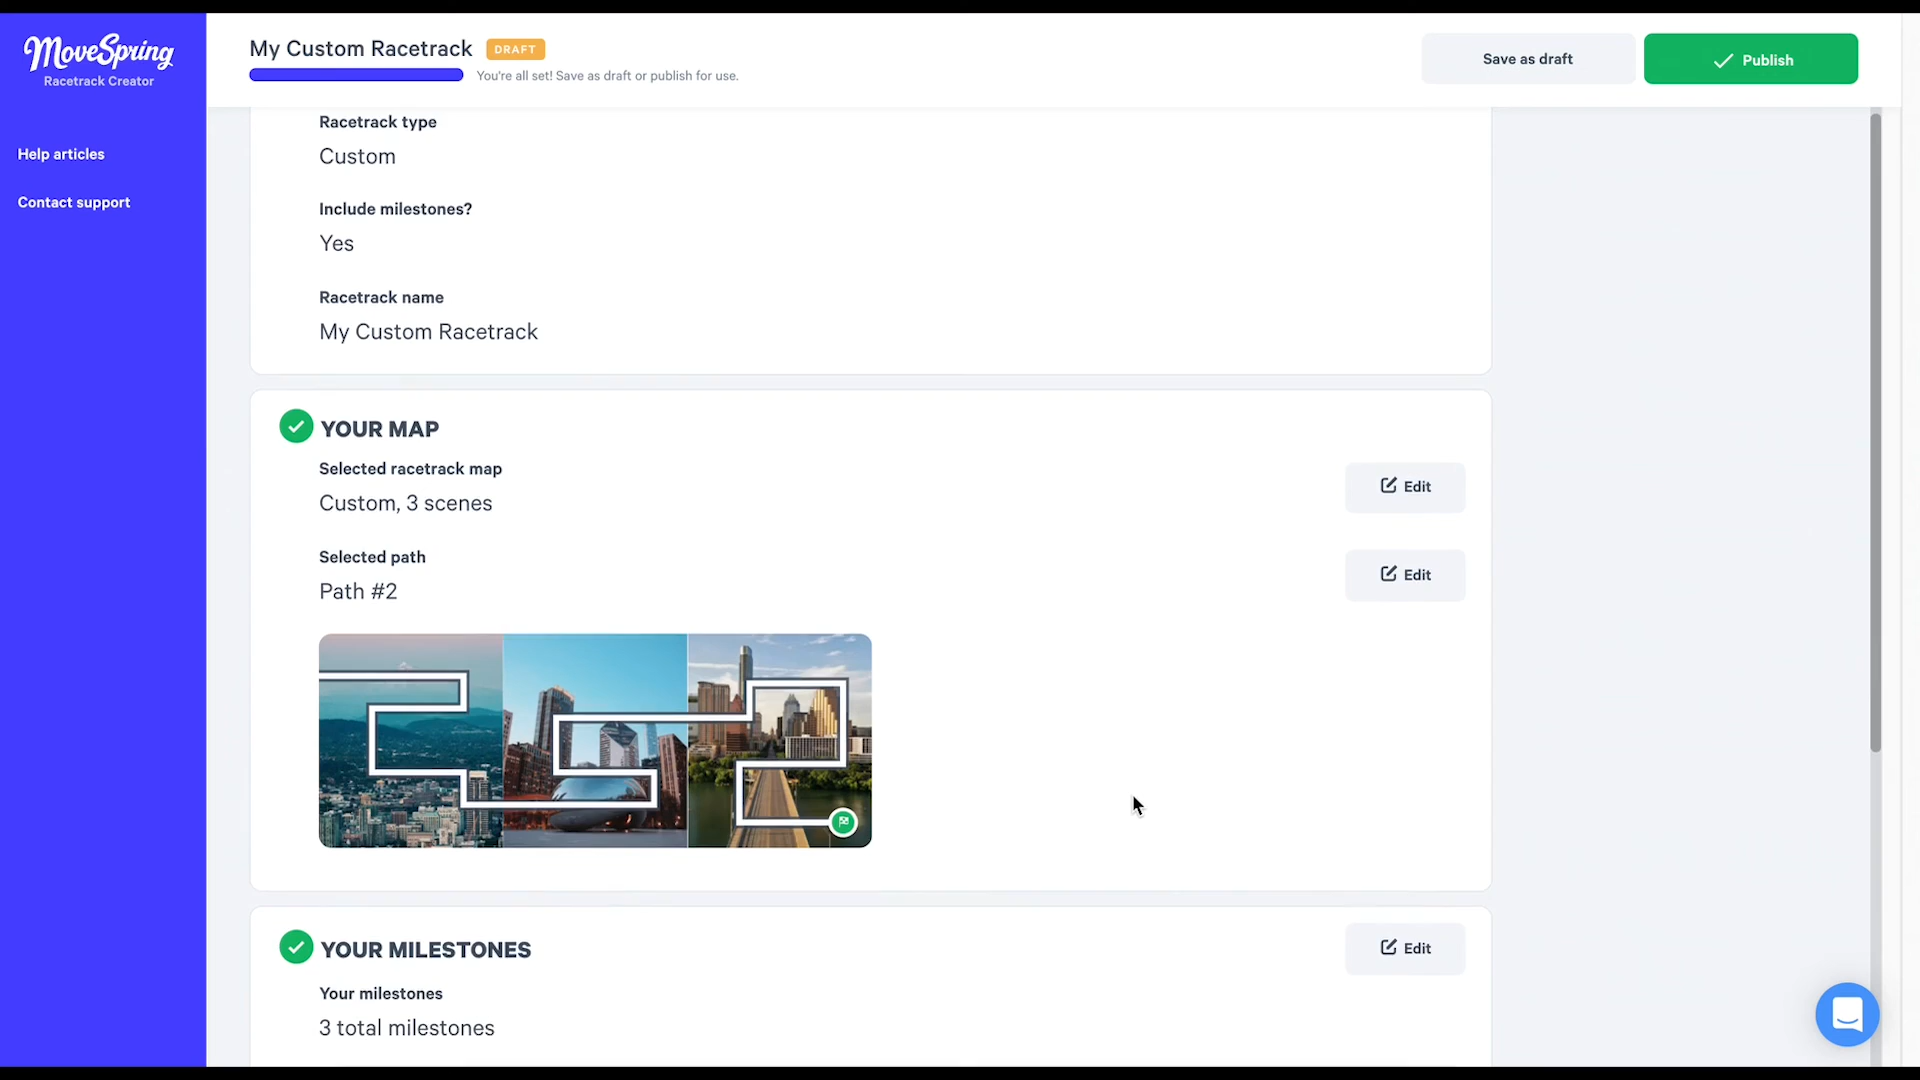 MoveSpring
Racetrack Creator
Help articles
Contact support
My Custom Racetrack DRAFT
You're all set! Save as draft or publish for use.
Save as draft
Publish
Racetrack type
Custom
Include milestones?
Yes
Racetrack name
My Custom Racetrack
YOUR MAP
Selected racetrack map
Custom, 3 scenes
Edit
Selected path
Path #2
Edit
YOUR MILESTONES
Edit
Your milestones
3 total milestones